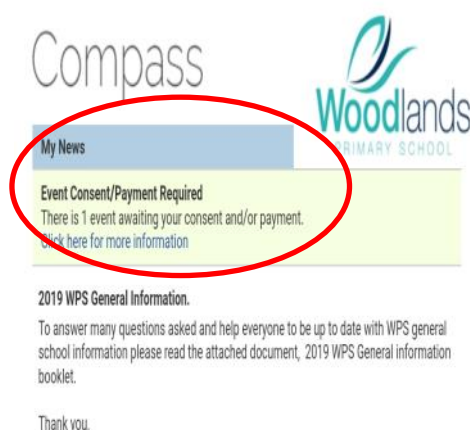 Compass
Woodlands
PRIMARY SCHOOL
My News
Event Consent/Payment Required
There is 1 event awaiting your consent and/or payment.
Click here for more information
2019 WPS General Information.
To answer many questions asked and help everyone to be up to date with WPS general
school information please read the attached document, 2019 WPS General information
booklet.
Thank you.